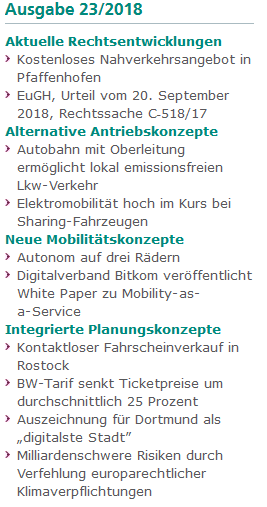 Ausgabe 23/2018
Aktuelle Rechtsentwicklungen
› Kostenloses Nahverkehrsangebot in
Pfaffenhofen
› EuGH, Urteil vom 20. September
2018, Rechtssache C-518/17
Alternative Antriebskonzepte
› Autobahn mit Oberleitung
ermöglicht lokal emissionsfreien
Lkw-Verkehr
› Elektromobilität hoch im Kurs bei
Sharing-Fahrzeugen
Neue Mobilitätskonzepte
› Autonom auf drei Rädern
› Digitalverband Bitkom veröffentlicht
White Paper zu Mobility-as-
a-Service
Integrierte Planungskonzepte
› Kontaktloser Fahrscheinverkauf in
Rostock
› BW-Tarif senkt Ticketpreise um
durchschnittlich 25 Prozent
› Auszeichnung für Dortmund als
„digitalste Stadt”
› Milliardenschwere Risiken durch
Verfehlung europarechtlicher
Klimaverpflichtungen